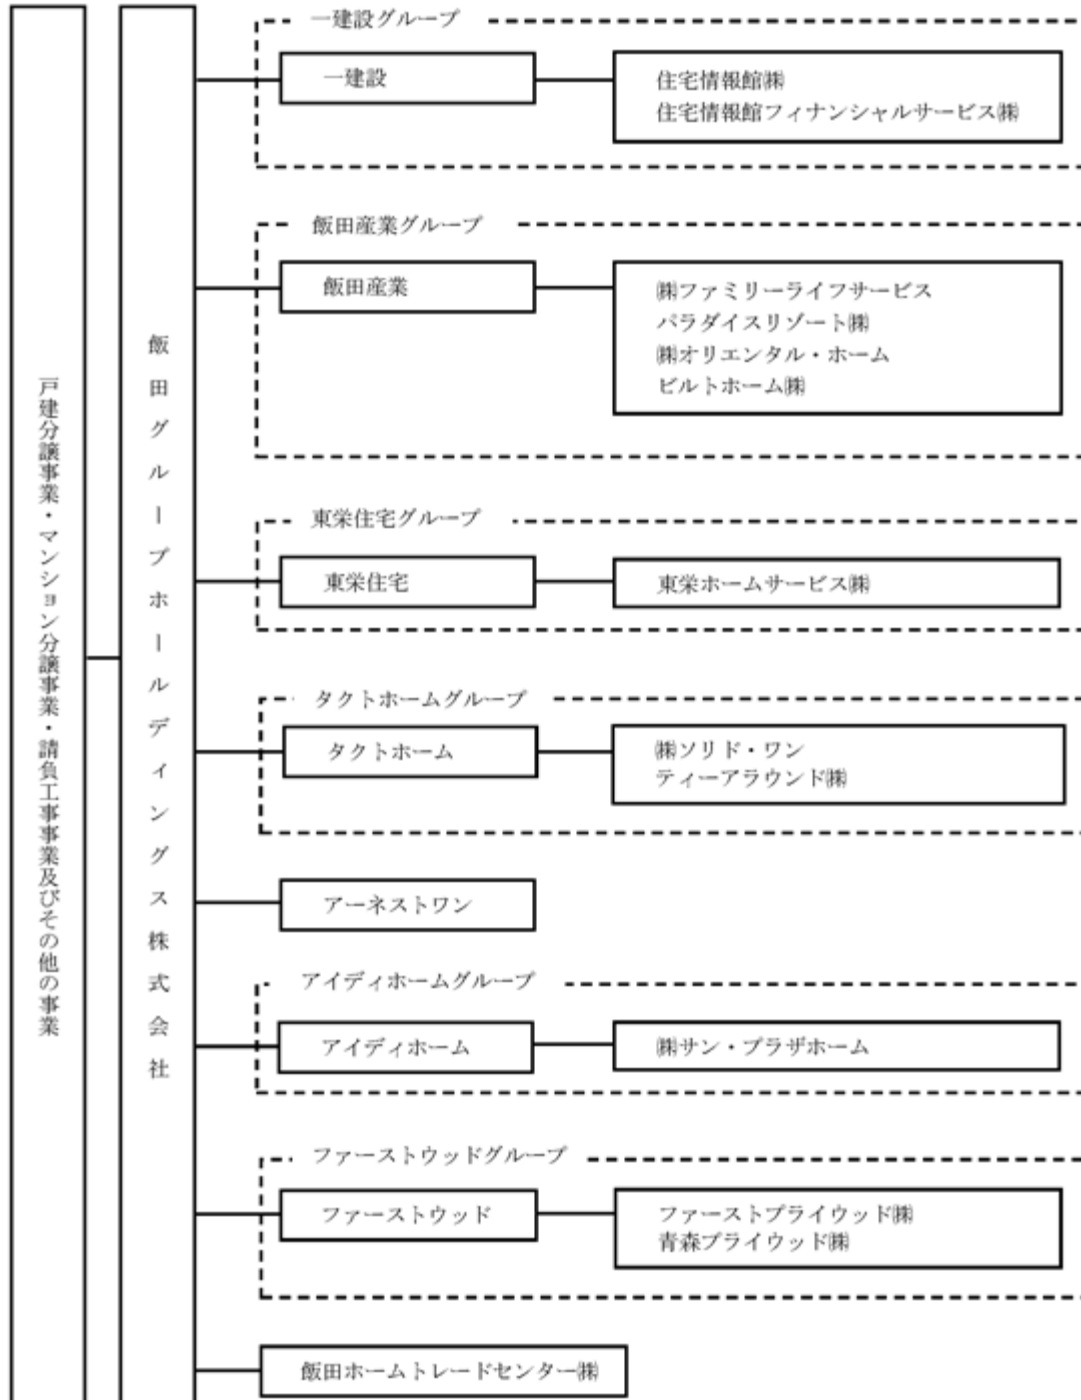 戸建分譲事業・マンション分譲事業・請負工事事業及びその他の事業
飯田グループホールディングス株式会社
一建設グループ
一建設
住宅情報館㈱
住宅情報館フィナンシャルサービス㈱
飯田産業グループ
飯田産業
㈱ファミリーライフサービス
パラダイスリゾート㈱
㈱オリエンタル・ホーム
ビルトホーム㈱
東栄住宅グループ
東栄住宅
東栄ホームサービス㈱
タクトホームグループ
タクトホーム
㈱ソリド・ワン
ティーアラウンド㈱
アーネストワン
アイディホームグループ
アイディホーム
㈱サン・プラザホーム
ファーストウッドグループ
ファーストウッド
ファーストプライウッド㈱
青森プライウッド㈱
飯田ホームトレードセンター㈱